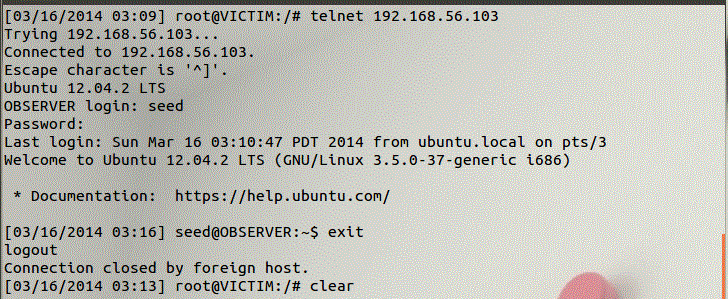 [03/16/2014 03:09] root@VICTIM:/# telnet 192.168.56.103
Trying 192.168.56.103...
Connected to 192.168.56.103.
Escape character is '^]'.
Ubuntu 12.04.2 LTS
OBSERVER login: seed
Password:
Last login: Sun Mar 16 03:10:47 PDT 2014 from ubuntu.local on pts/3
Welcome to Ubuntu 12.04.2 LTS (GNU/Linux 3.5.0-37-generic i686)
* Documentation:  https://help.ubuntu.com/
[03/16/2014 03:16] seed@OBSERVER:~$ exit
logout
Connection closed by foreign host.
[03/16/2014 03:13] root@VICTIM:/# clear